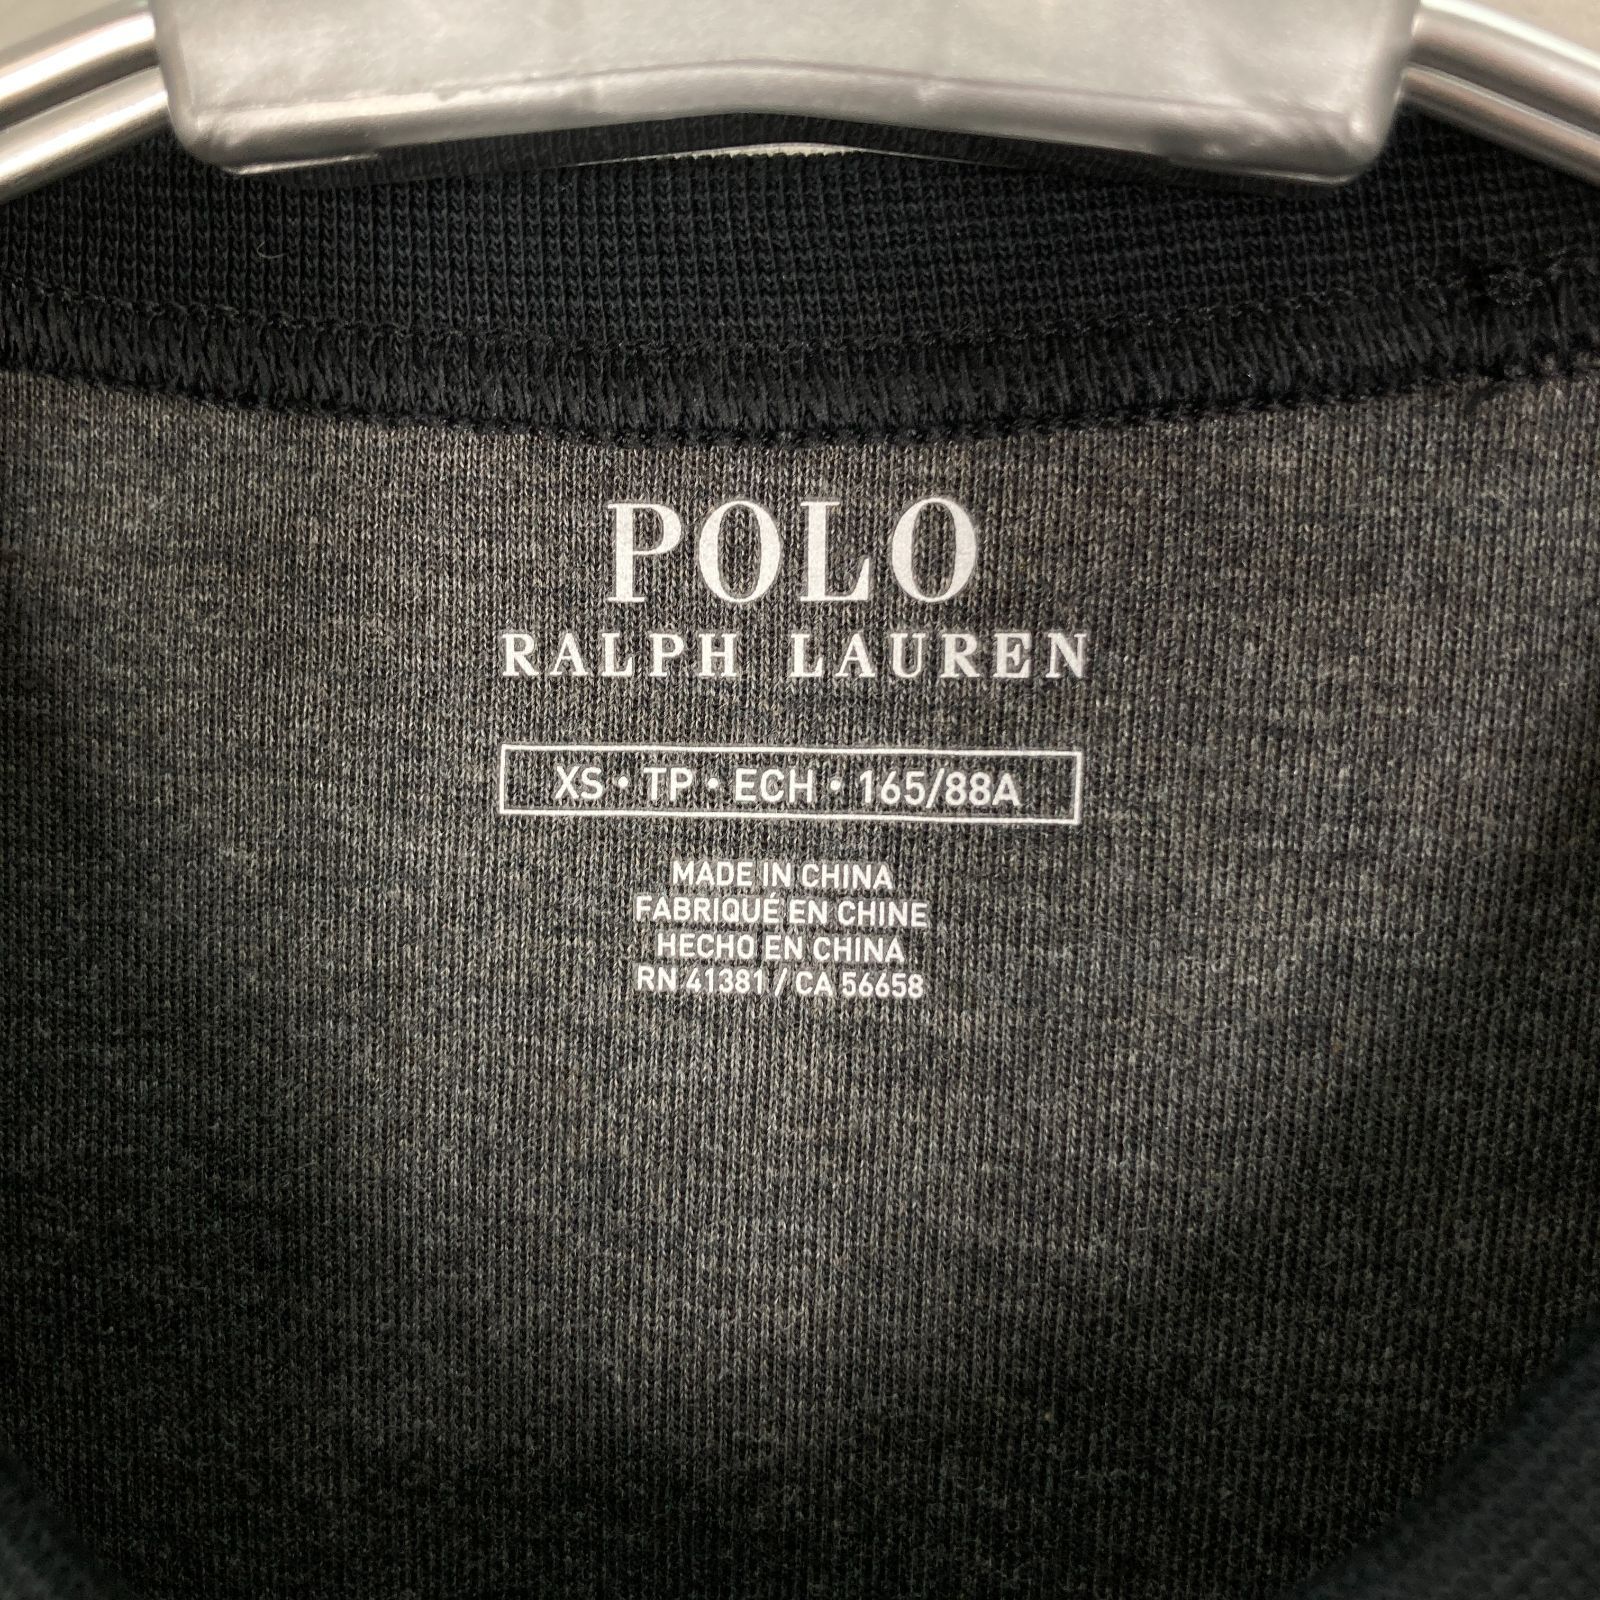 POLO
RALPH LAUREN
XS • TP • ECH • 165/88A
MADE IN CHINA
FABRIQUÉ EN CHINE
HECHO EN CHINA
RN 41381 / CA 56658